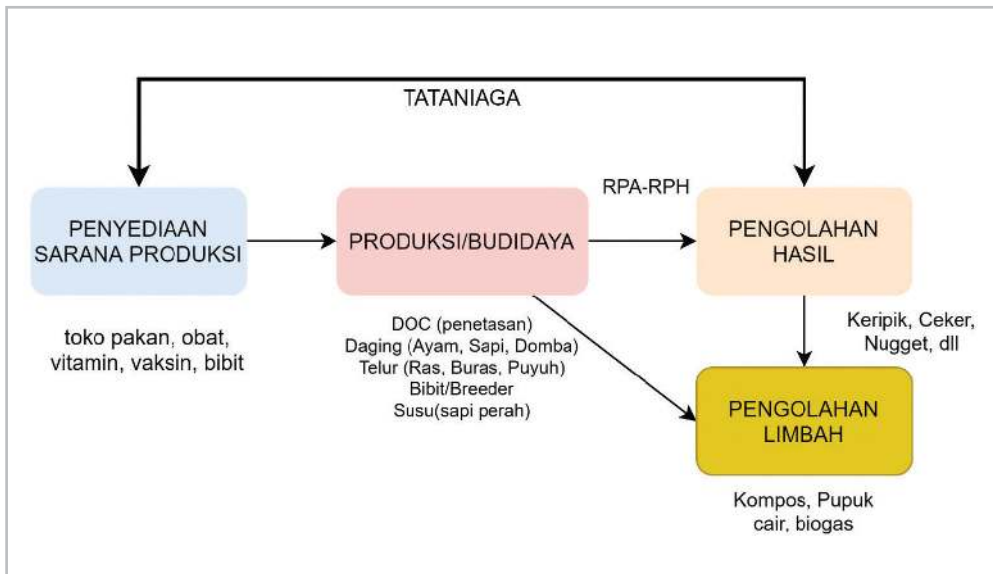 TATANIAGA
PENYEDIAAN
SARANA PRODUKSI
toko pakan, obat,
vitamin, vaksin, bibit
PRODUKSI/BUDIDAYA
DOC (penetasan)
Daging (Ayam, Sapi, Domba)
Telur (Ras, Buras, Puyuh)
Bibit/Breeder
Susu(sapi perah)
RPA-RPH
PENGOLAHAN
HASIL
Keripik, Ceker,
Nugget, dll
PENGOLAHAN
LIMBAH
Kompos, Pupuk
cair, biogas